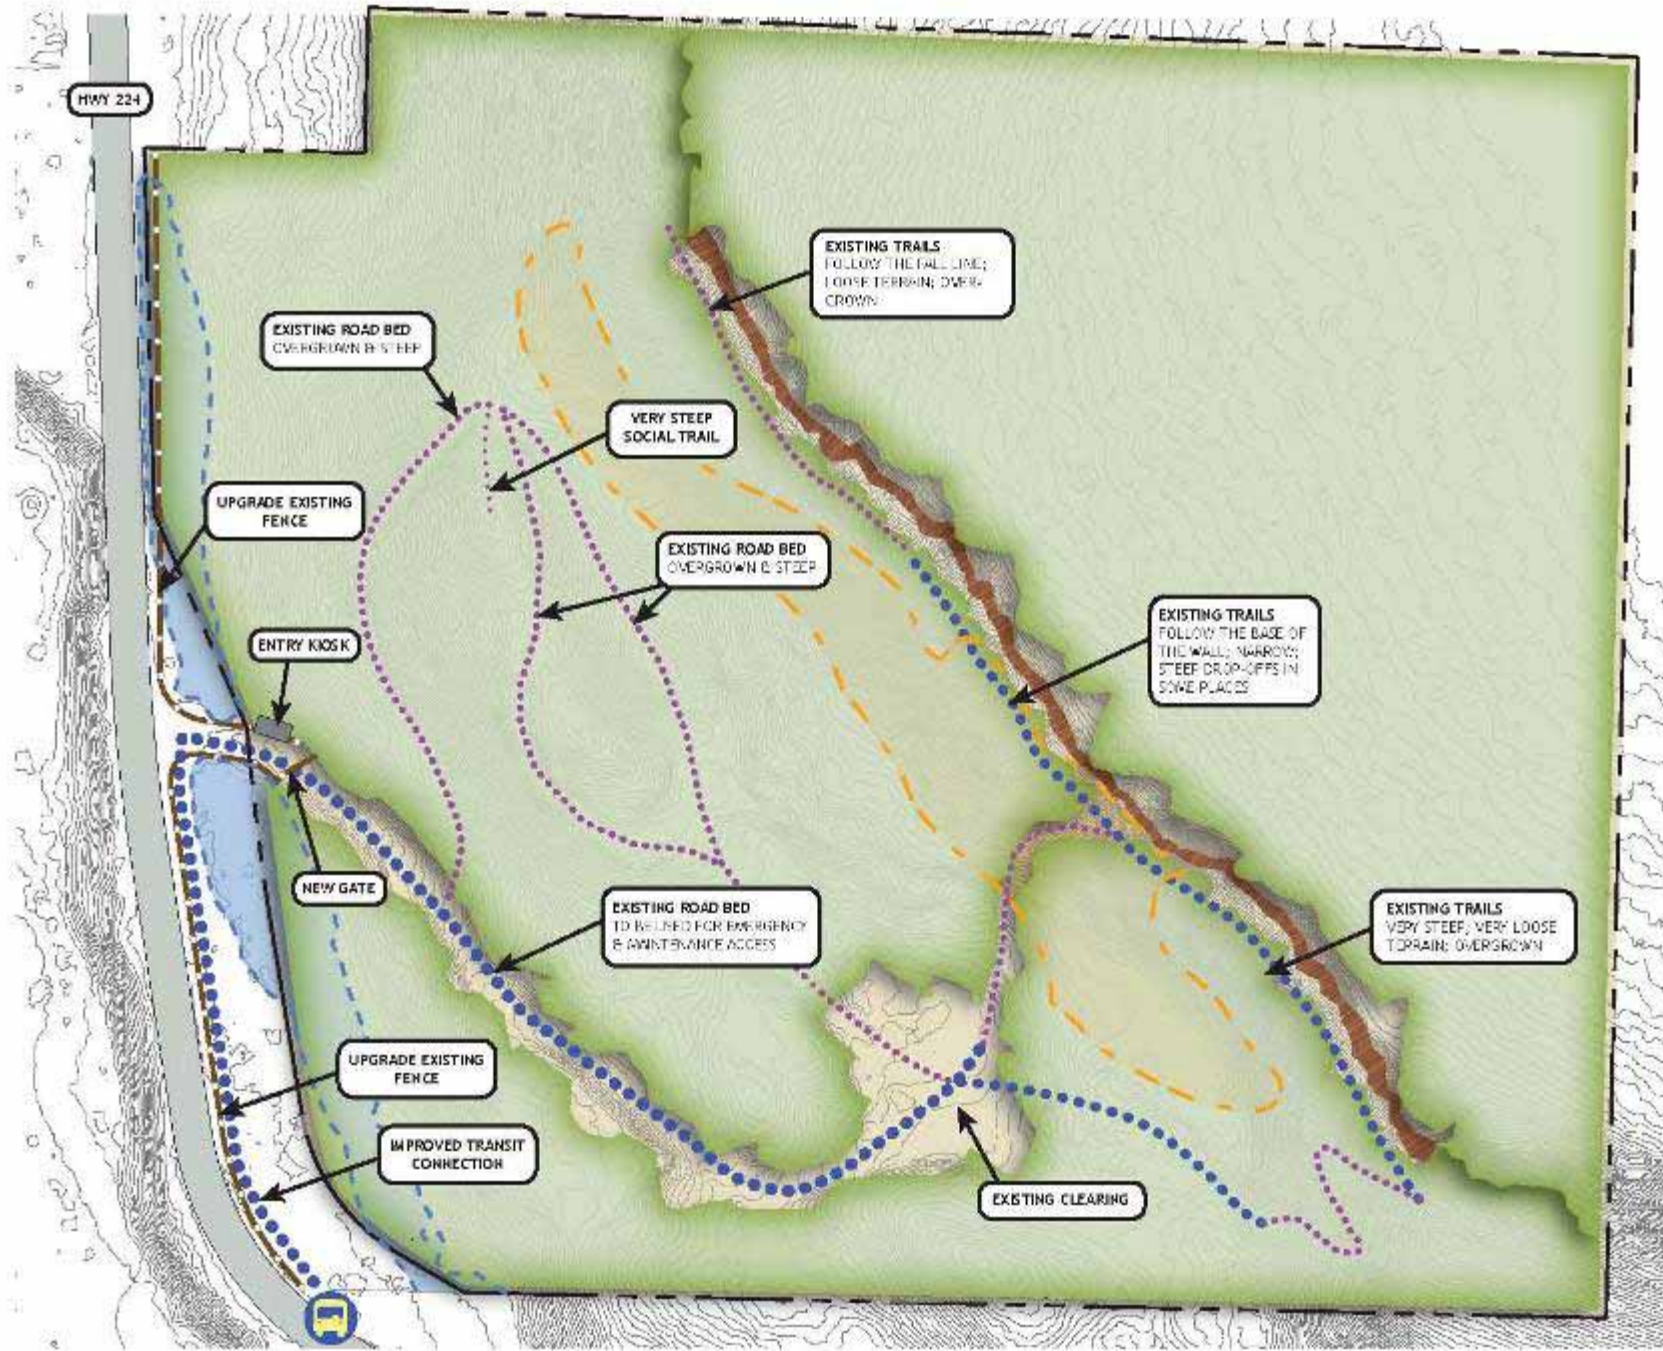 HWY 224
EXISTING TRAILS
FOLLOW THE FALL LINE;
LOOSE TERRAIN; OVER-
GROWN
EXISTING ROAD BED
OVERGROWN & STEEP
VERY STEEP
SOCIAL TRAIL
UPGRADE EXISTING
FENCE
EXISTING ROAD BED
OVERGROWN & STEEP
ENTRY KIOSK
EXISTING TRAILS
FOLLOW THE BASE OF
THE WALL; NARROW;
STEEP DROP-OFFS IN
SOME PLACES
NEW GATE
EXISTING ROAD BED
TO BE USED FOR EMERGENCY
& MAINTENANCE ACCESS
EXISTING TRAILS
VERY STEEP; VERY LOOSE
TERRAIN; OVERGROWN
UPGRADE EXISTING
FENCE
IMPROVED TRANSIT
CONNECTION
EXISTING CLEARING